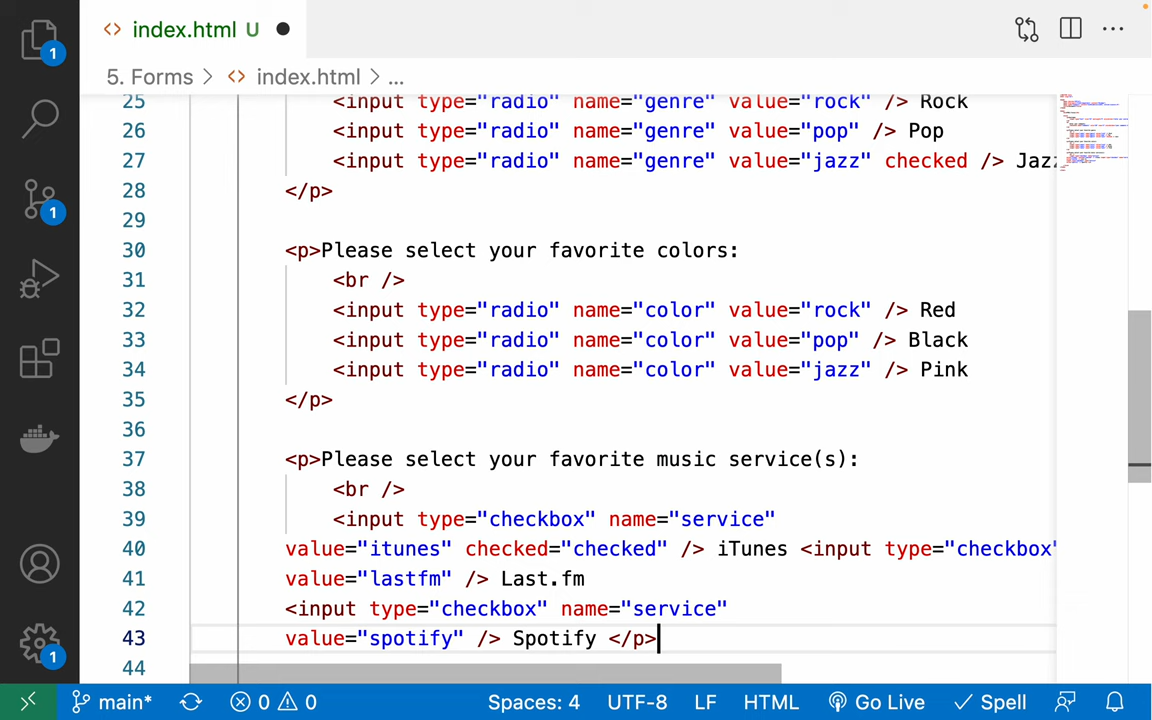 index.html U
5. Forms > index.html > ...
25 <input type="radio" name="genre" value="rock" /> Rock
26 <input type="radio" name="genre" value="pop" /> Pop
27 <input type="radio" name="genre" value="jazz" checked /> Jazz
28 </p>
29
30 <p>Please select your favorite colors:
31 <br />
32 <input type="radio" name="color" value="rock" /> Red
33 <input type="radio" name="color" value="pop" /> Black
34 <input type="radio" name="color" value="jazz" /> Pink
35 </p>
36
37 <p>Please select your favorite music service(s):
38 <br />
39 <input type="checkbox" name="service"
40 value="itunes" checked="checked" /> iTunes <input type="checkbox"
41 value="lastfm" /> Last.fm
42 <input type="checkbox" name="service"
43 value="spotify" /> Spotify </p>
44
1
1
1
main* 0 0 Spaces: 4 UTF-8 LF HTML Go Live Spell